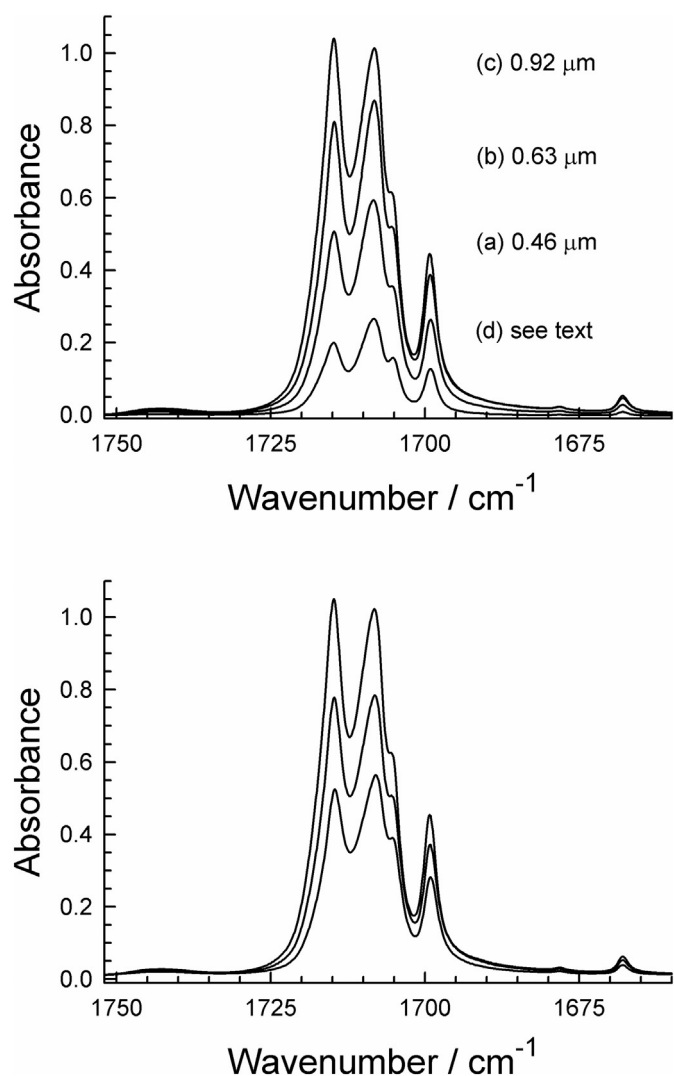 1.0
(c) 0.92 μm
0.8
(b) 0.63 μm
0.6
(a) 0.46 μm
0.4
(d) see text
0.2
0.0
Absorbance
1750 1725 1700 1675
Wavenumber / cm⁻¹
1.0
0.8
0.6
0.4
0.2
0.0
Absorbance
1750 1725 1700 1675
Wavenumber / cm⁻¹